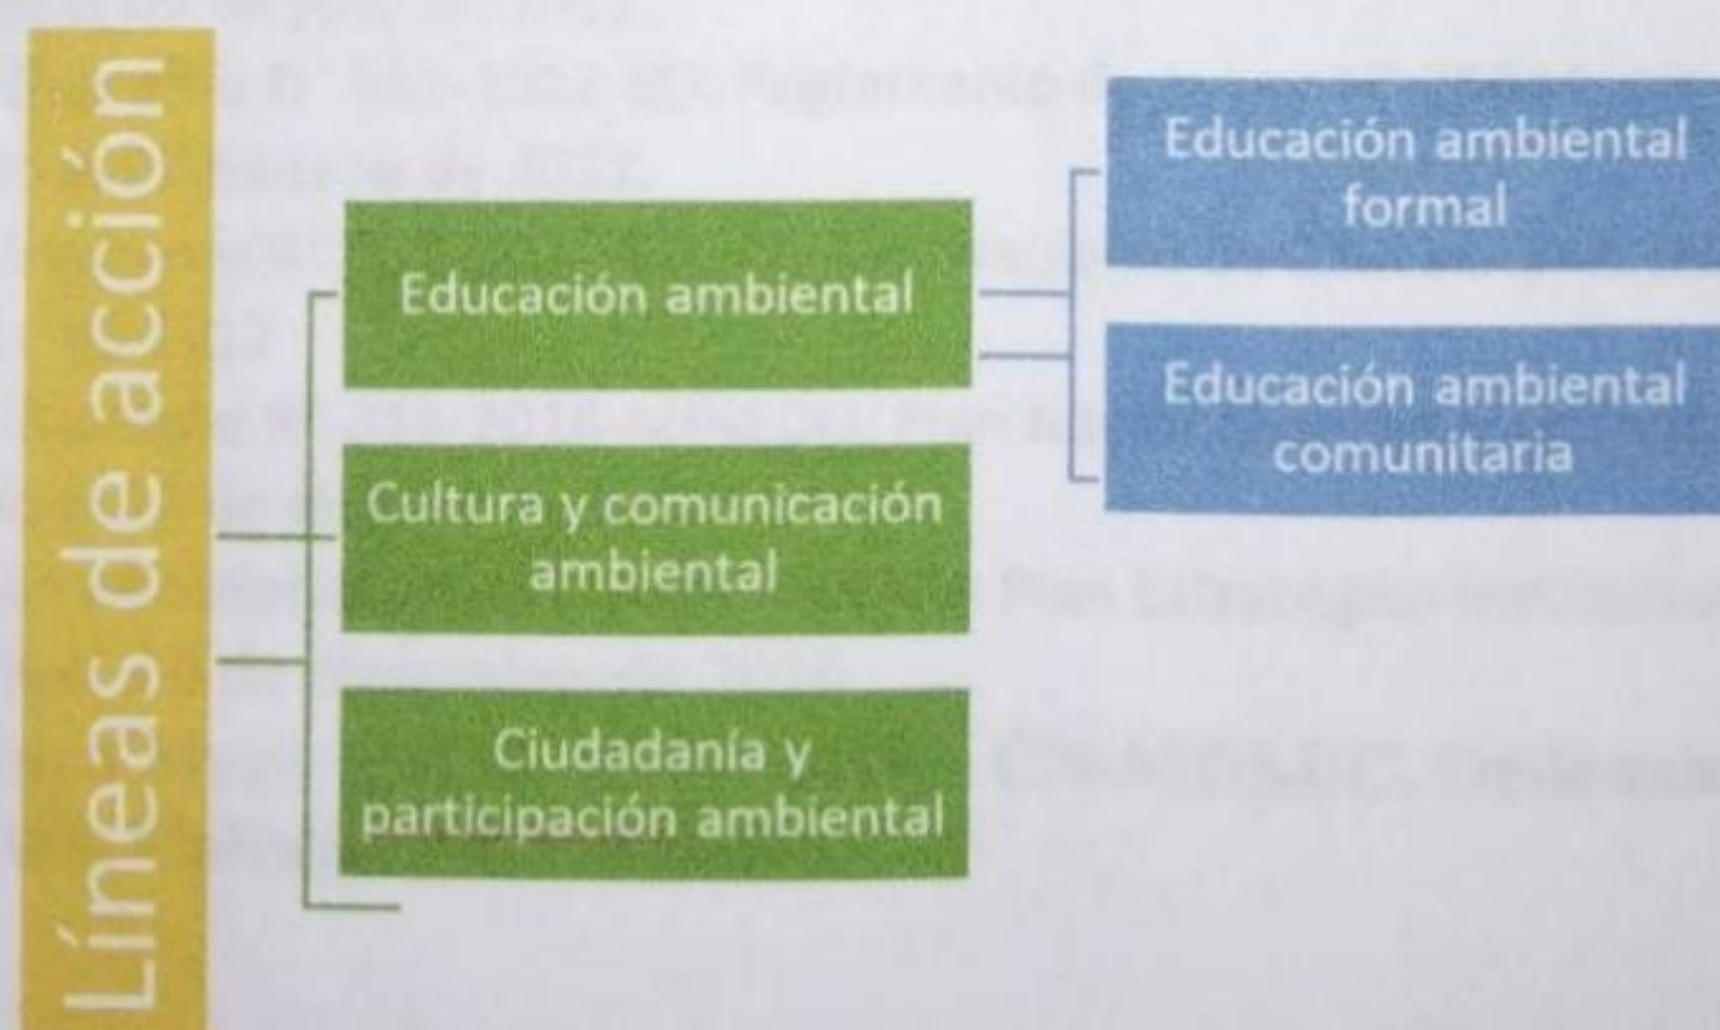 Líneas de acción
Educación ambiental
Cultura y comunicación
ambiental
Ciudadanía y
participación ambiental
Educación ambiental
formal
Educación ambiental
comunitaria